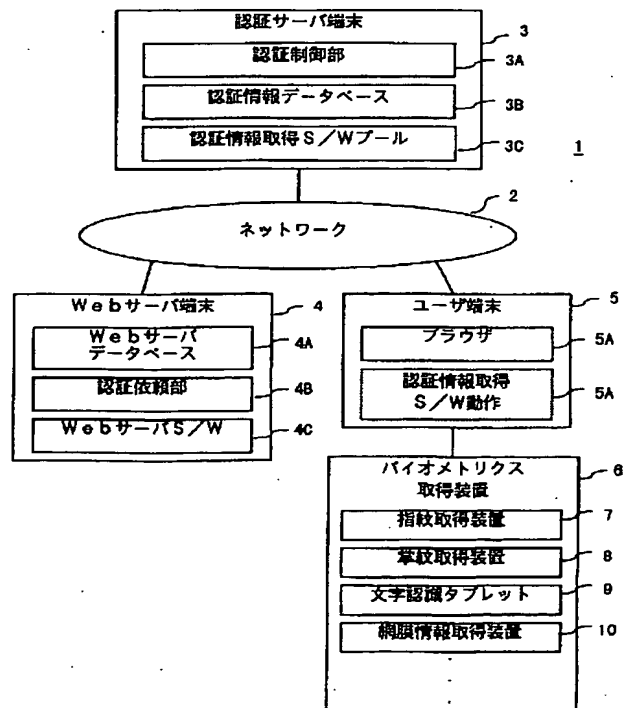 認証サーバ端末
3
認証制御部
3A
認証情報データベース
3B
認証情報取得S/Wプール
3C
1
2
ネットワーク
Webサーバ端末
4
Webサーバ
データベース
4A
認証依頼部
4B
WebサーバS/W
4C
ユーザ端末
5
ブラウザ
5A
認証情報取得
S/W動作
5A
バイオメトリクス
取得装置
6
指紋取得装置
7
掌紋取得装置
8
文字認識タブレット
9
網膜情報取得装置
10